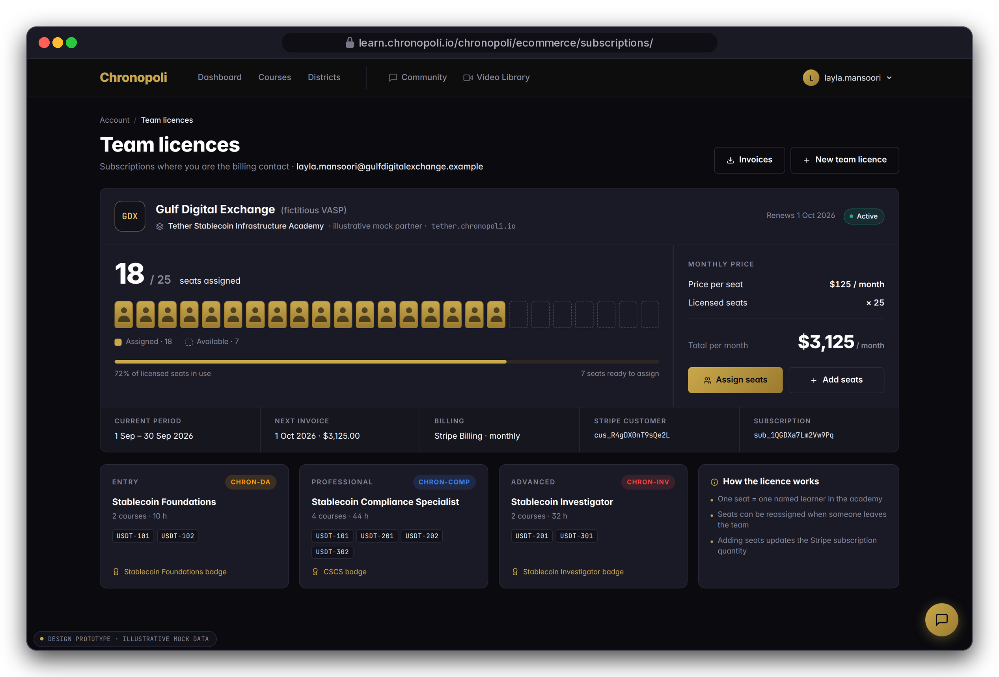 learn.chronopoli.io/chronopoli/ecommerce/subscriptions/
Chronopoli Dashboard Courses Districts Community Video Library L layla.mansoori
Account / Team licences
Team licences
Subscriptions where you are the billing contact · layla.mansoori@gulfdigitalexchange.example
Invoices + New team licence
GDX
Gulf Digital Exchange (fictitious VASP)
Tether Stablecoin Infrastructure Academy · illustrative mock partner · tether.chronopoli.io
Renews 1 Oct 2026 Active
18 / 25 seats assigned
Assigned · 18 Available · 7
72% of licensed seats in use 7 seats ready to assign
MONTHLY PRICE
Price per seat $125 / month
Licensed seats × 25
Total per month $3,125 / month
Assign seats + Add seats
CURRENT PERIOD
1 Sep – 30 Sep 2026
NEXT INVOICE
1 Oct 2026 · $3,125.00
BILLING
Stripe Billing · monthly
STRIPE CUSTOMER
cus_R4gDX0nT9sQe2L
SUBSCRIPTION
sub_1QGDXa7Lm2Vw9Pq
ENTRY CHRON-DA
Stablecoin Foundations
2 courses · 10 h
USDT-101 USDT-102
Stablecoin Foundations badge
PROFESSIONAL CHRON-COMP
Stablecoin Compliance Specialist
4 courses · 44 h
USDT-101 USDT-201 USDT-202
USDT-302
CSCS badge
ADVANCED CHRON-INV
Stablecoin Investigator
2 courses · 32 h
USDT-201 USDT-301
Stablecoin Investigator badge
How the licence works
• One seat = one named learner in the academy
• Seats can be reassigned when someone leaves
the team
• Adding seats updates the Stripe subscription
quantity
DESIGN PROTOTYPE · ILLUSTRATIVE MOCK DATA